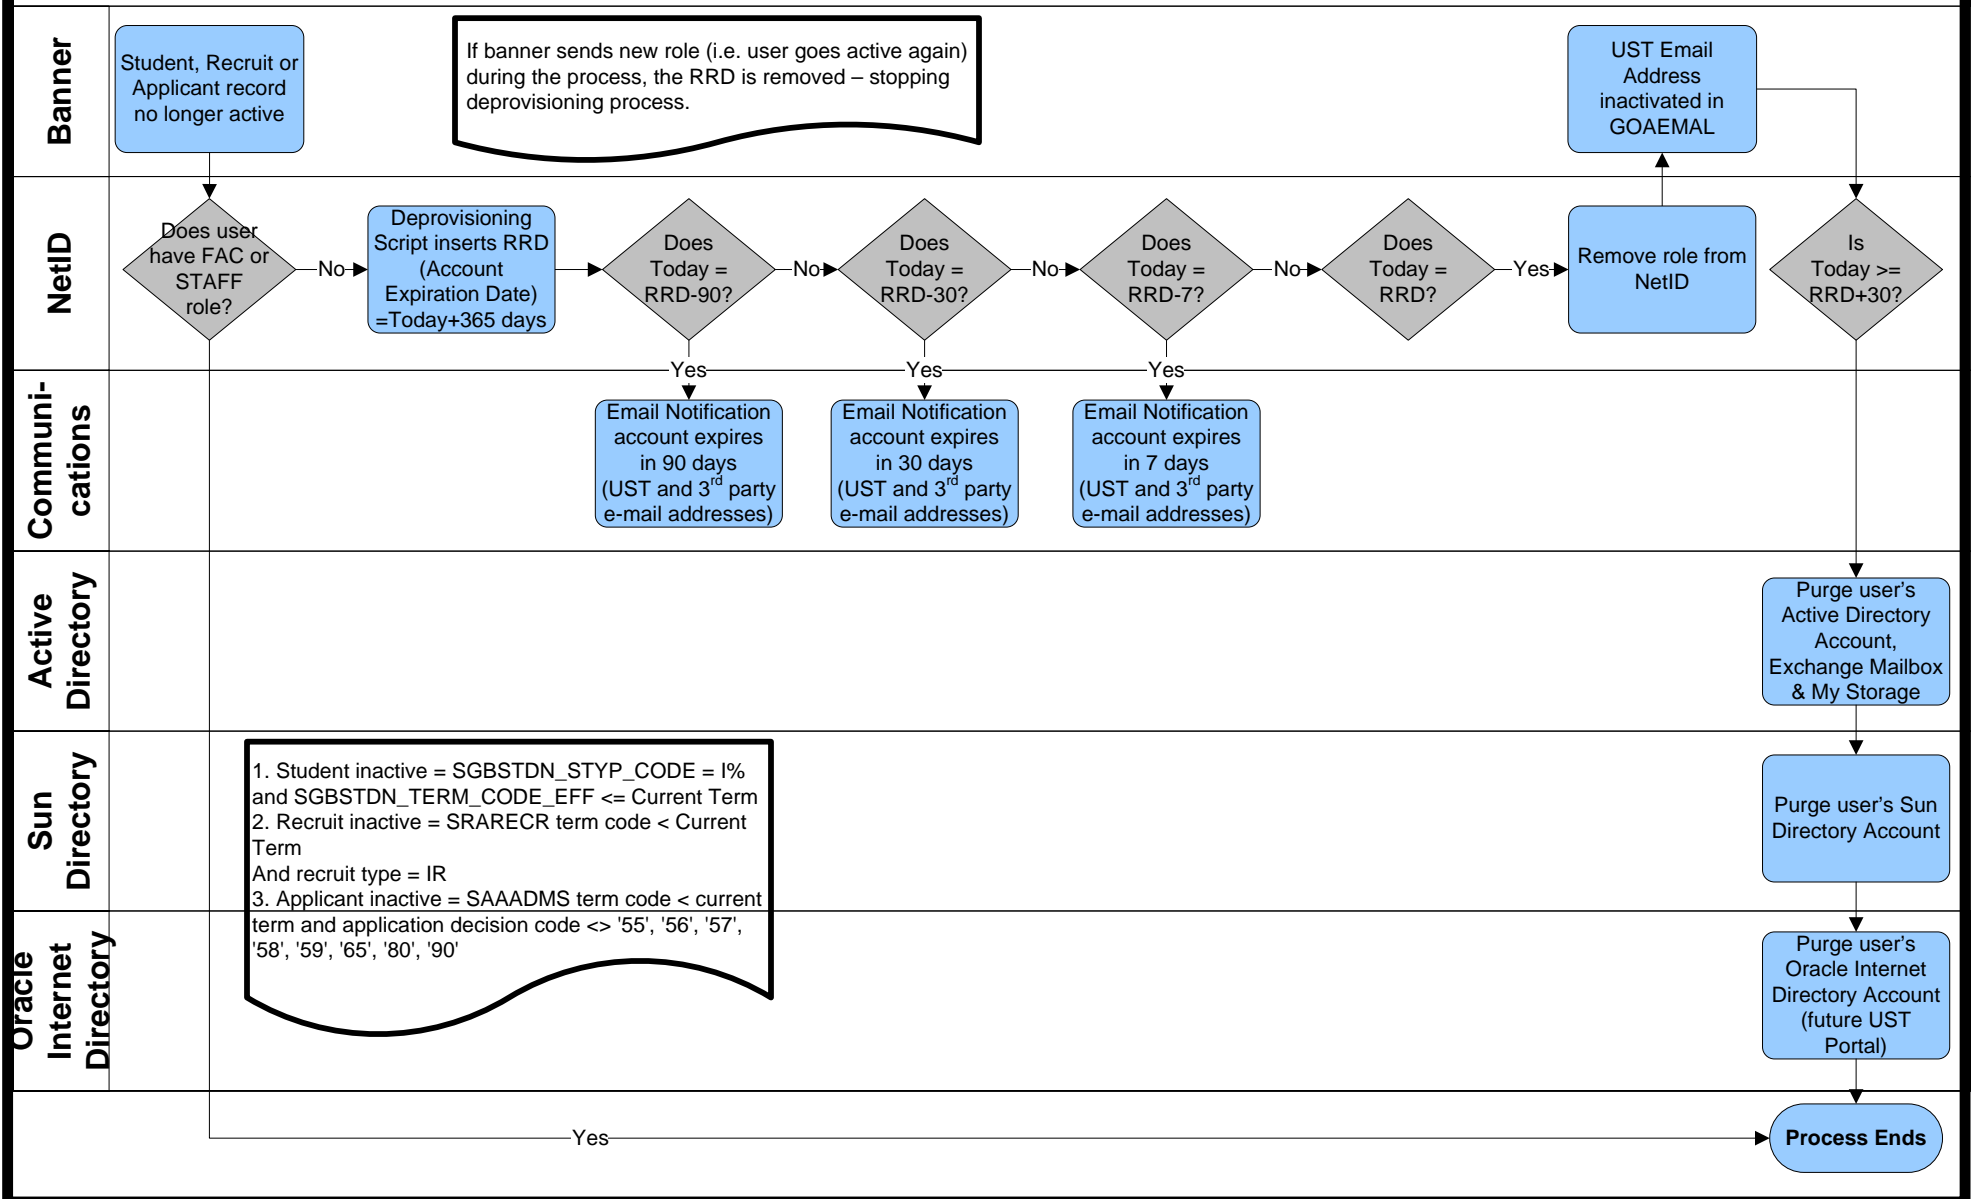 Banner
Student, Recruit or
Applicant record
no longer active
If banner sends new role (i.e. user goes active again)
during the process, the RRD is removed – stopping
deprovisioning process.
UST Email
Address
inactivated in
GOAEMAL
NetID
Does user
have FAC or
STAFF
role?
No
Deprovisioning
Script inserts RRD
(Account
Expiration Date)
=Today+365 days
Does
Today =
RRD-90?
No
Does
Today =
RRD-30?
No
Does
Today =
RRD-7?
No
Does
Today =
RRD?
Yes
Remove role from
NetID
Is
Today >=
RRD+30?
Yes
Yes
Yes
Communi-
cations
Email Notification
account expires
in 90 days
(UST and 3rd party
e-mail addresses)
Email Notification
account expires
in 30 days
(UST and 3rd party
e-mail addresses)
Email Notification
account expires
in 7 days
(UST and 3rd party
e-mail addresses)
Active
Directory
Purge user's
Active Directory
Account,
Exchange Mailbox
& My Storage
Sun
Directory
1. Student inactive = SGBSTDN_STYP_CODE = I%
and SGBSTDN_TERM_CODE_EFF <= Current Term
2. Recruit inactive = SRARECR term code < Current
Term
And recruit type = IR
3. Applicant inactive = SAAADMS term code < current
term and application decision code <> '55', '56', '57',
'58', '59', '65', '80', '90'
Purge user's Sun
Directory Account
Oracle
Internet
Directory
Purge user's
Oracle Internet
Directory Account
(future UST
Portal)
Yes
Process Ends